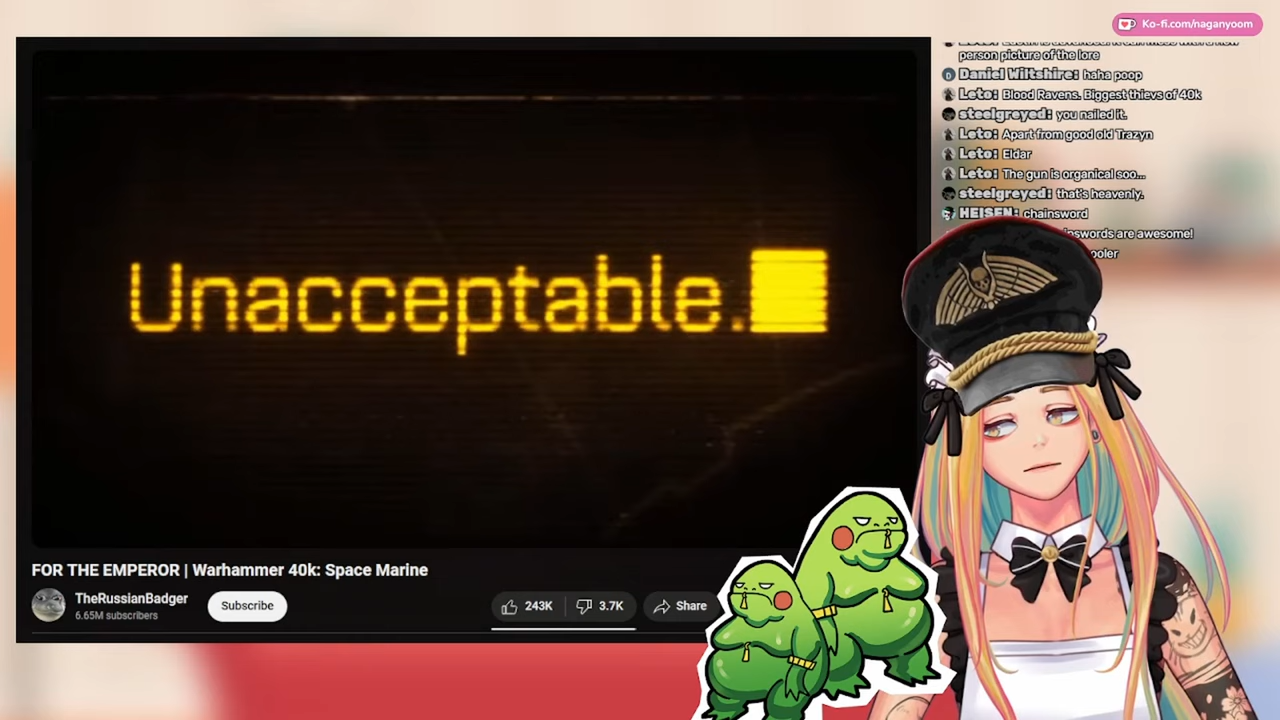 Ko-fi.com/naganyoom
person picture of the lore
Daniel Wiltshire: haha poop
Leto: Blood Ravens. Biggest thievs of 40k
steelgreyed: you nailed it.
Leto: Apart from good old Trazyn
Leto: Eldar
Leto: The gun is organical soo...
steelgreyed: that's heavenly.
HEISEN: chainsword
inswords are awesome!
ooler
Unacceptable.
FOR THE EMPEROR | Warhammer 40k: Space Marine
TheRussianBadger
6.65M subscribers
Subscribe
243K
3.7K
Share